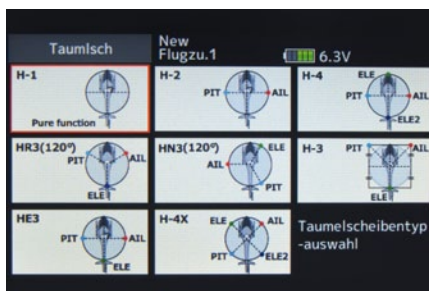 Taumlsch
New
Flugzu.1
6.3V
H-1
Pure function
H-2
PIT
AIL
H-4
ELE
PIT
AIL
ELE2
HR3(120°)
PIT
AIL
ELE
HN3(120°)
ELE
AIL
PIT
H-3
PIT
AIL
ELE
HE3
PIT
AIL
ELE
H-4X
ELE
AIL
PIT
ELE2
Taumelscheibentyp
-auswahl